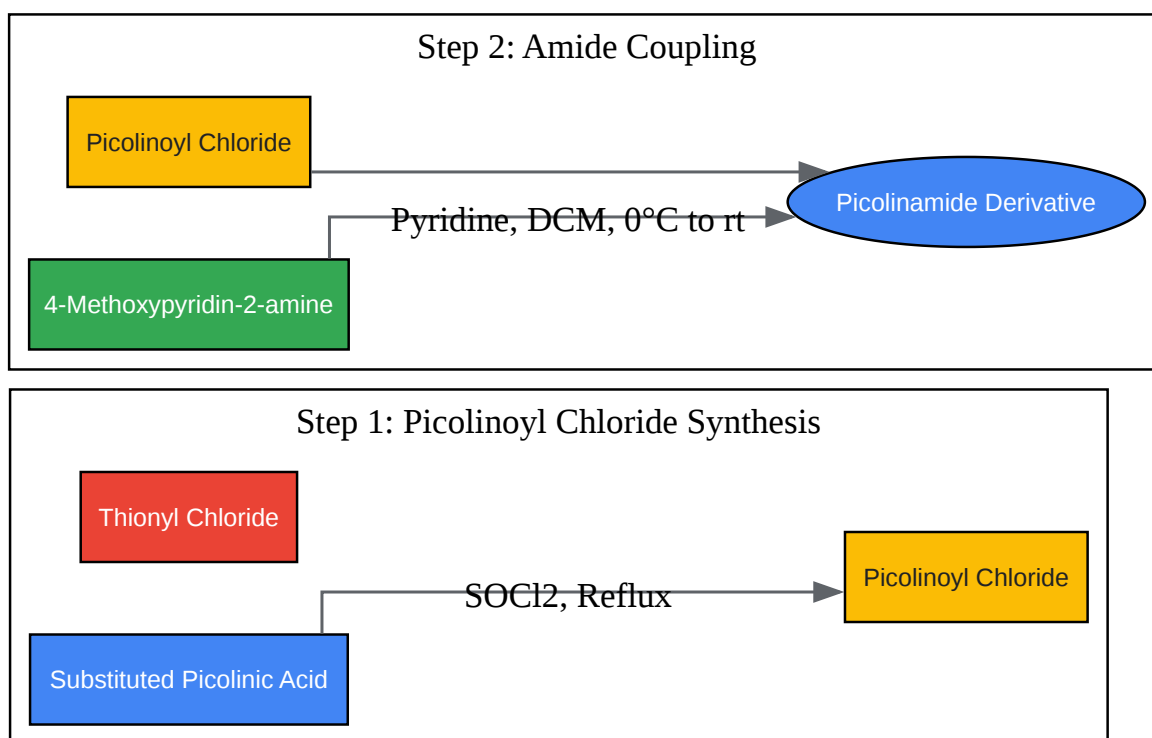 Step 2: Amide Coupling
Picolinoyl Chloride
Picolinamide Derivative
Pyridine, DCM, 0°C to rt
4-Methoxypyridin-2-amine
Step 1: Picolinoyl Chloride Synthesis
Thionyl Chloride
Picolinoyl Chloride
SOCl2, Reflux
Substituted Picolinic Acid